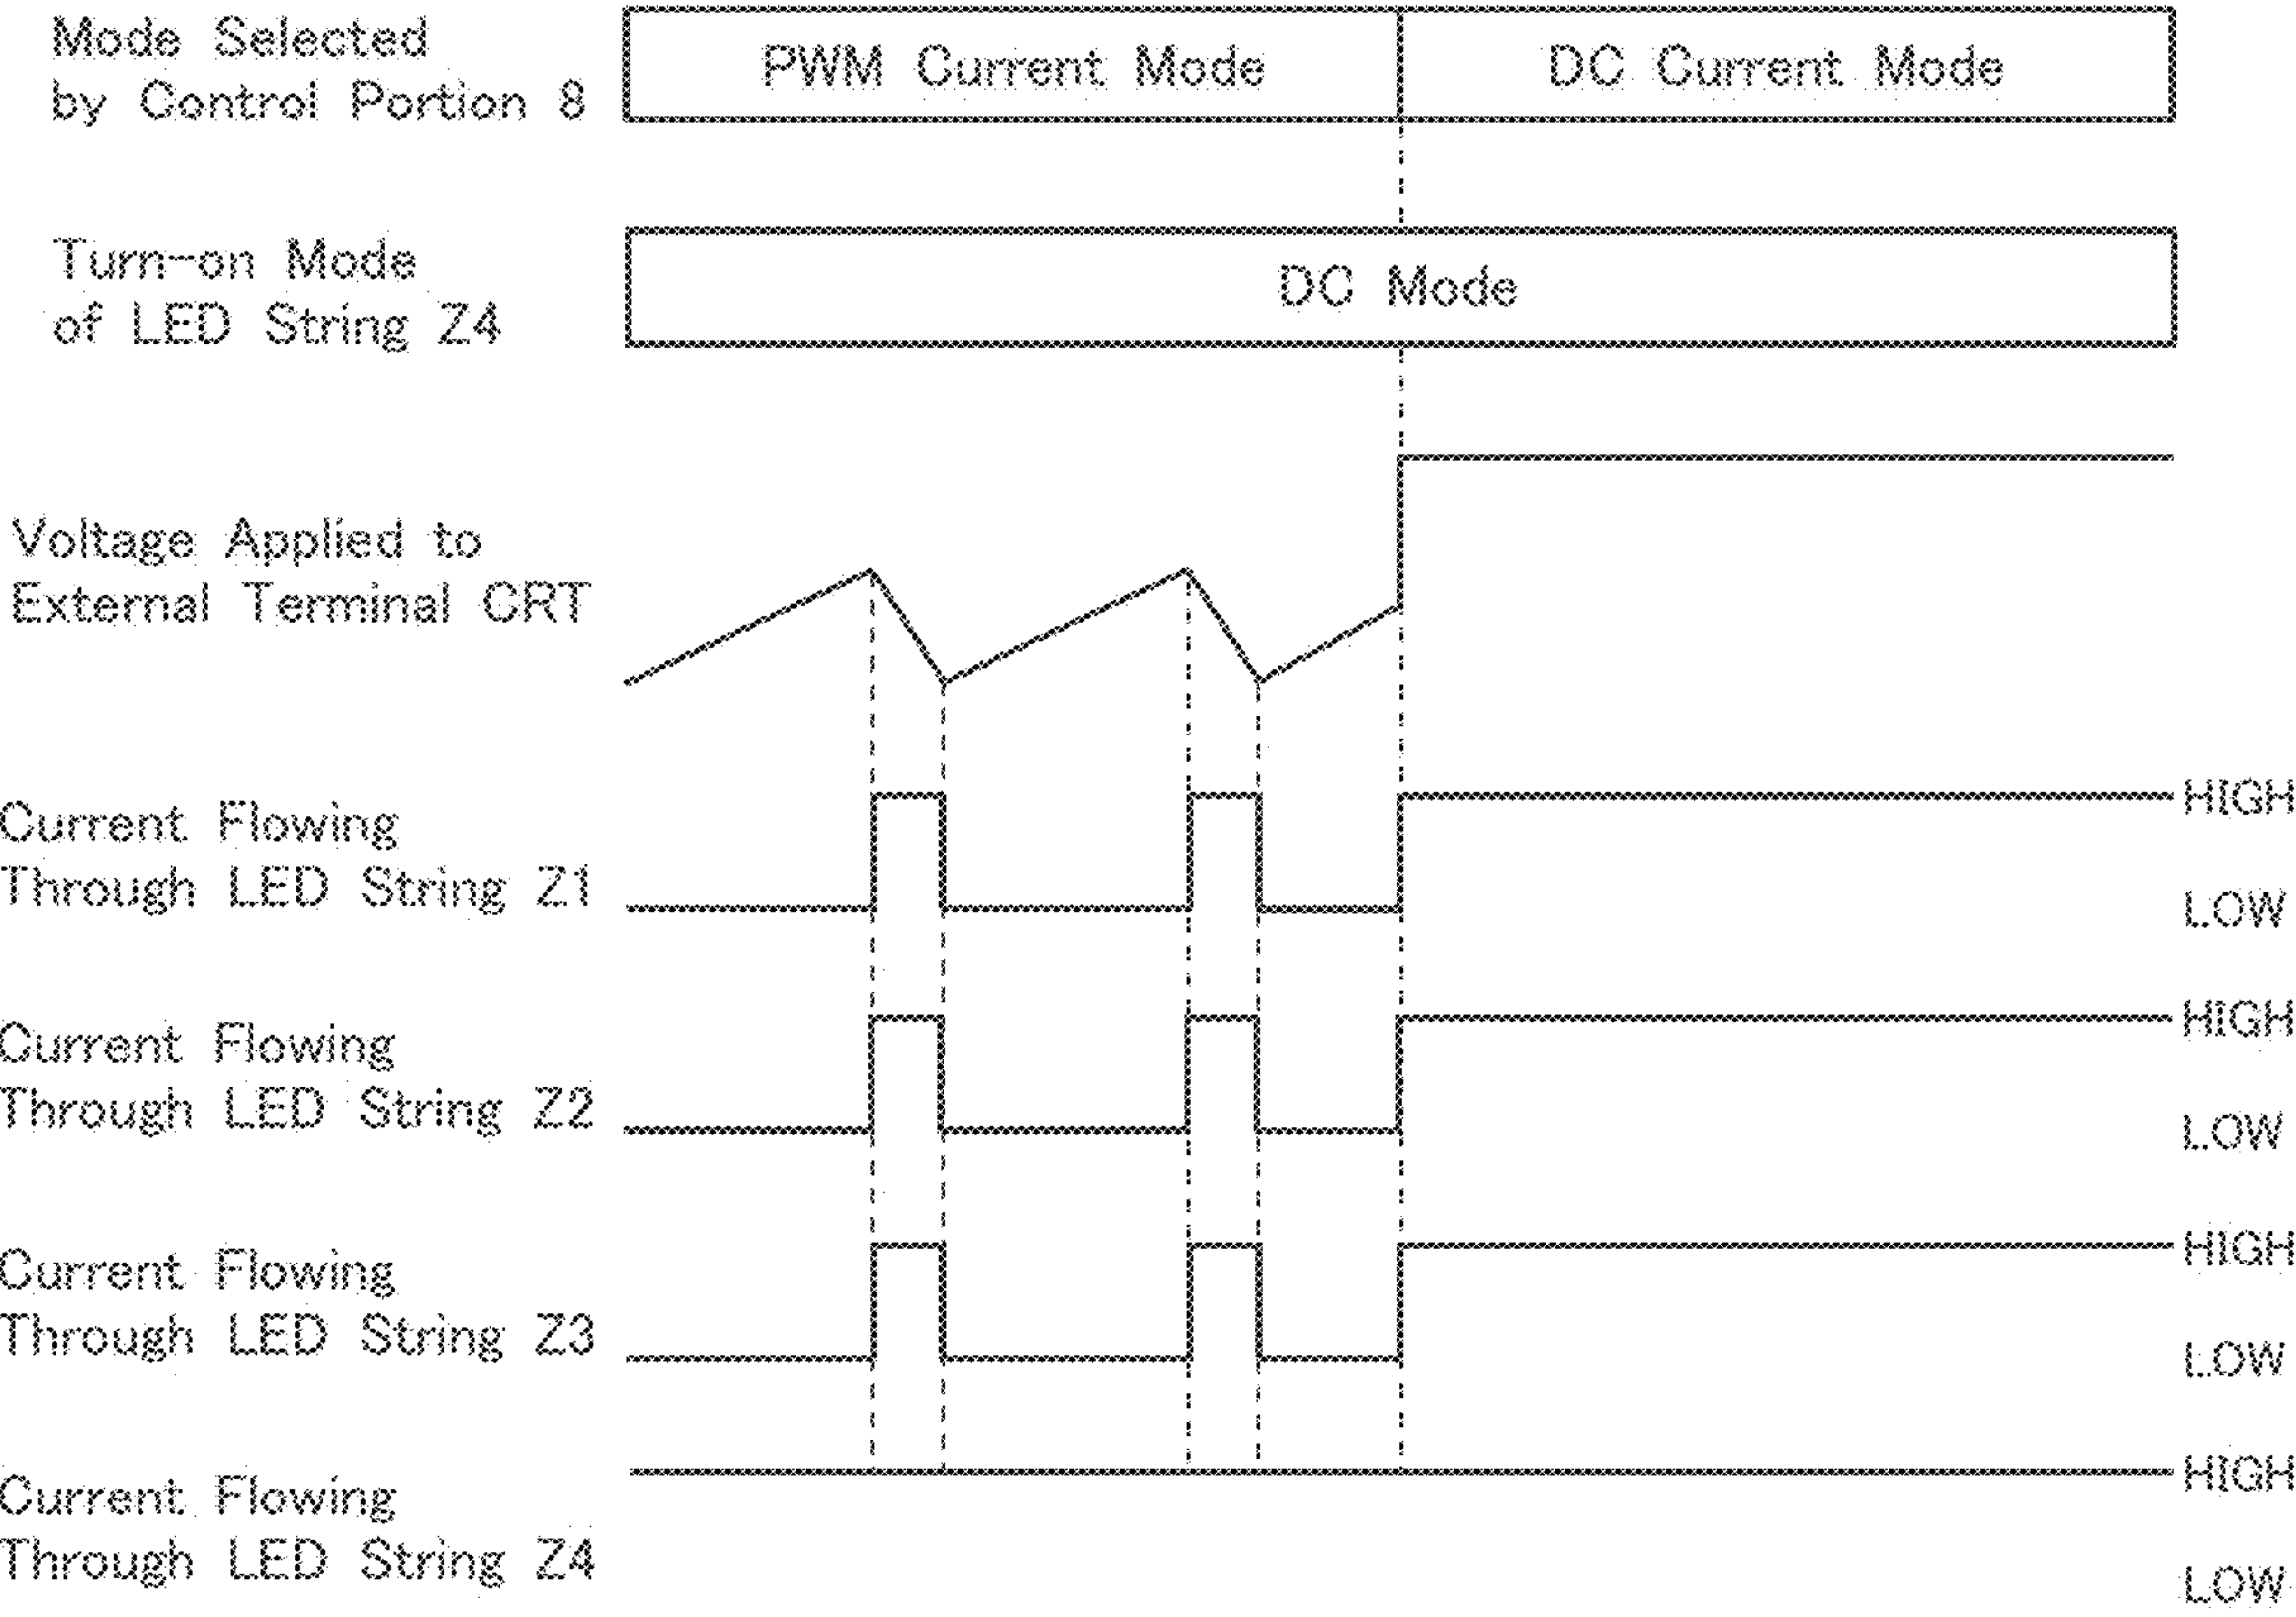 Mode Selected
by Control Portion 8
PWM Current Mode
DC Current Mode
Turn-on Mode
of LED String Z4
DC Mode
Voltage Applied to
External Terminal CRT
Current Flowing
Through LED String Z1
HIGH
LOW
Current Flowing
Through LED String Z2
HIGH
LOW
Current Flowing
Through LED String Z3
HIGH
LOW
Current Flowing
Through LED String Z4
HIGH
LOW